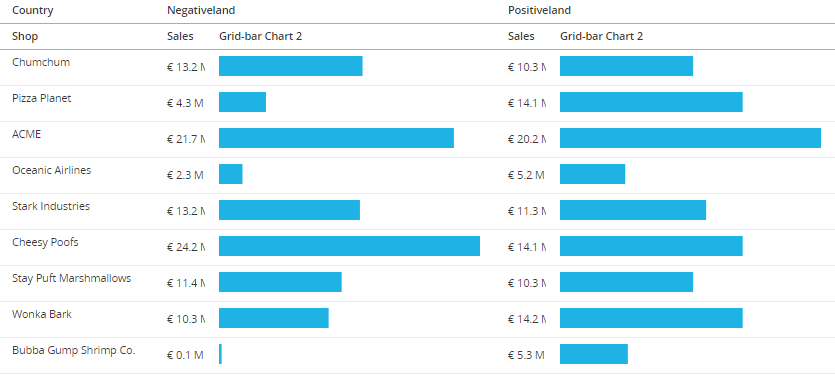 Country Negativeland Positiveland
Shop Sales Grid-bar Chart 2 Sales Grid-bar Chart 2
Chumchum € 13.2 M € 10.3 M
Pizza Planet € 4.3 M € 14.1 M
ACME € 21.7 M € 20.2 M
Oceanic Airlines € 2.3 M € 5.2 M
Stark Industries € 13.2 M € 11.3 M
Cheesy Poofs € 24.2 M € 14.1 M
Stay Puft Marshmallows € 11.4 M € 10.3 M
Wonka Bark € 10.3 M € 14.2 M
Bubba Gump Shrimp Co. € 0.1 M € 5.3 M